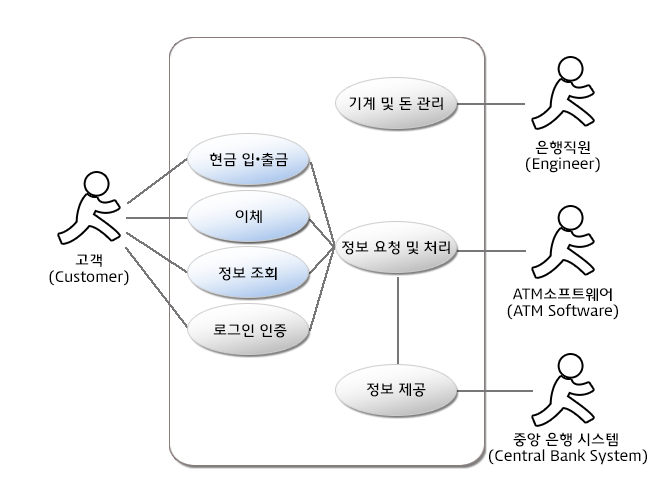 기계 및 돈 관리
은행직원
(Engineer)
현금 입•출금
이체
정보 조회
로그인 인증
고객
(Customer)
정보 요청 및 처리
ATM소프트웨어
(ATM Software)
정보 제공
중앙 은행 시스템
(Central Bank System)